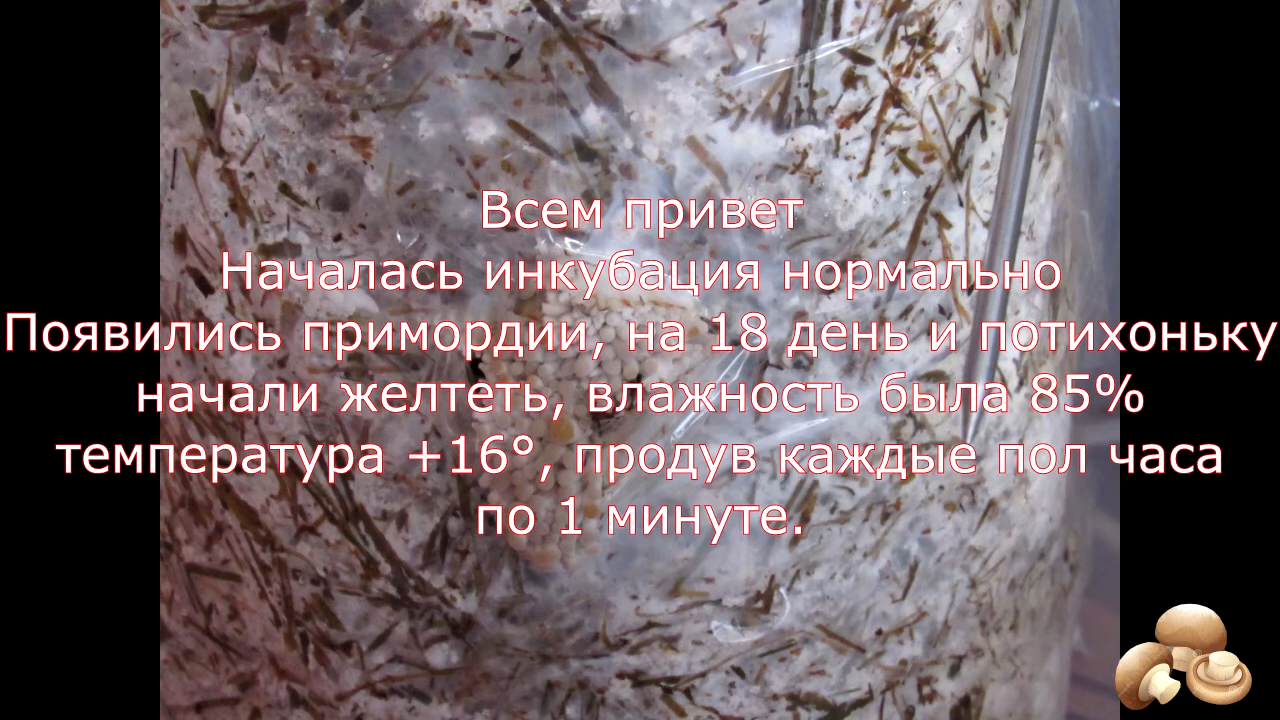 Всем привет
Началась инкубация нормально
Появились примордии, на 18 день и потихоньку
начали желтеть, влажность была 85%
температура +16°, продув каждые пол часа
по 1 минуте.